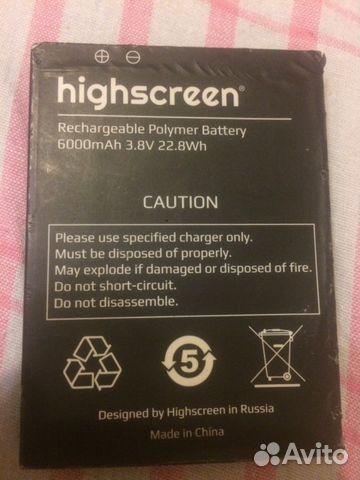 ⊕ ⊖
highscreen®
Rechargeable Polymer Battery
6000mAh 3.8V 22.8Wh
CAUTION
Please use specified charger only.
Must be disposed of properly.
May explode if damaged or disposed of fire.
Do not short-circuit.
Do not disassemble.
5
Designed by Highscreen in Russia
Made in China
Avito